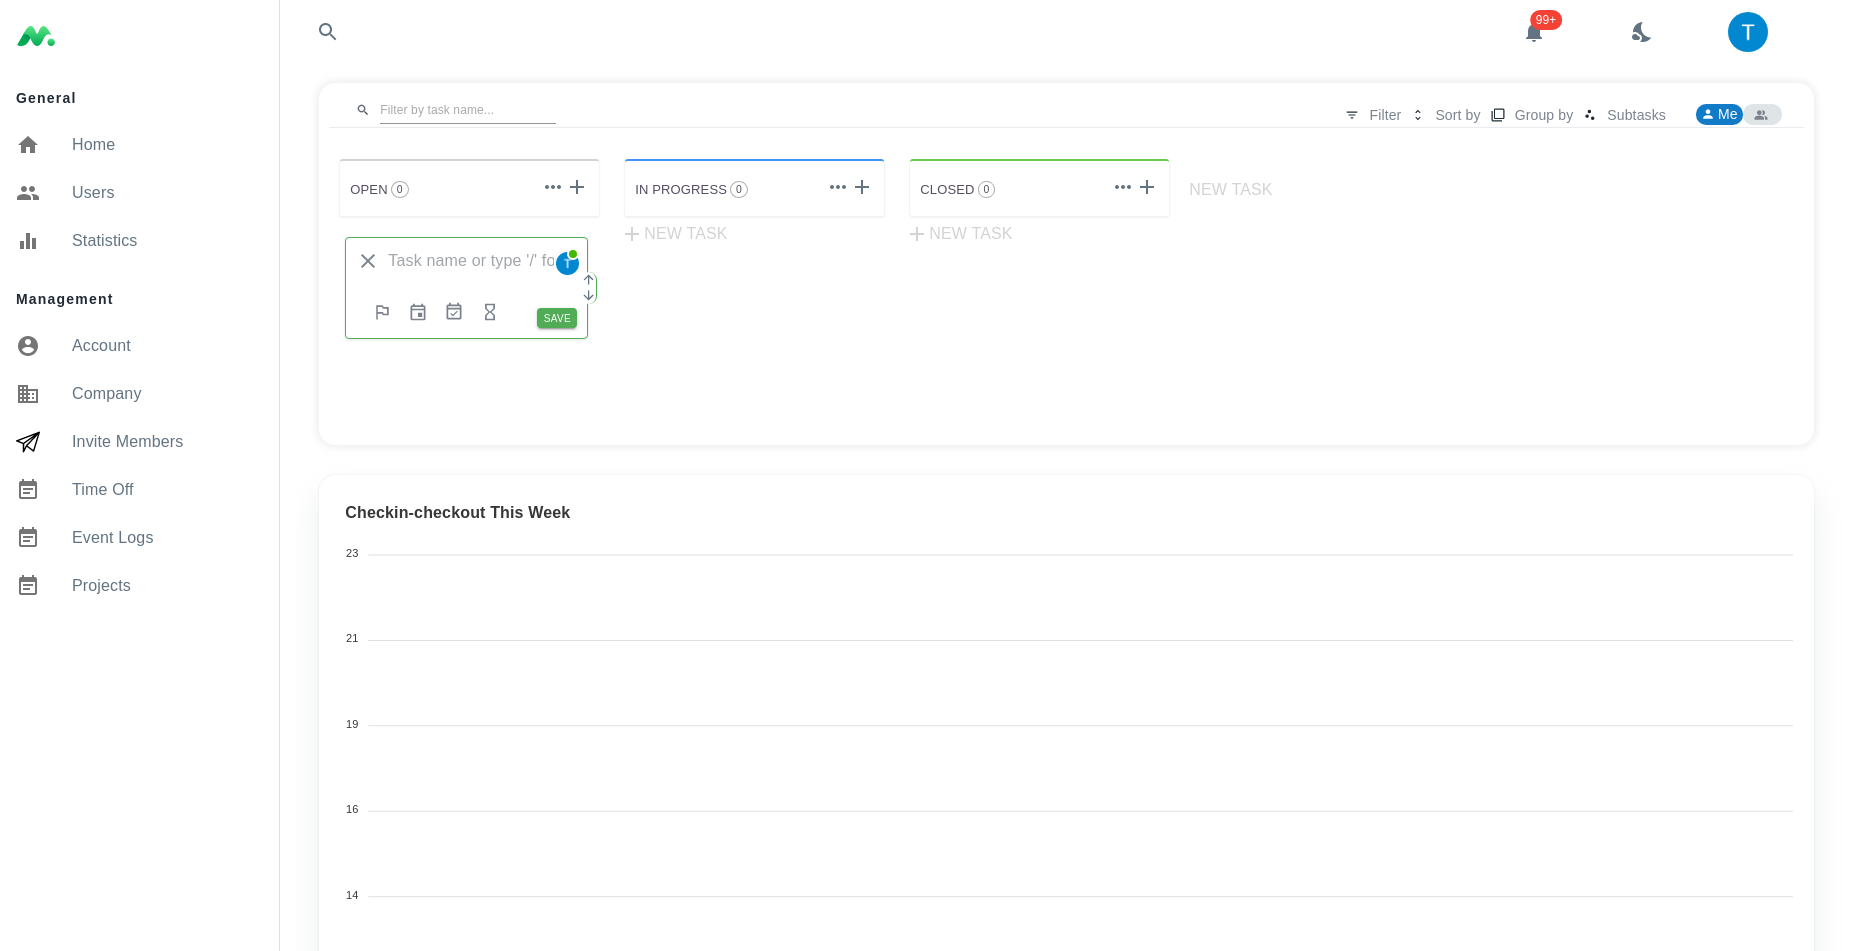 99+
T
General
Home
Users
Statistics
Management
Account
Company
Invite Members
Time Off
Event Logs
Projects
Filter by task name...
Filter
Sort by
Group by
Subtasks
Me
OPEN 0
IN PROGRESS 0
CLOSED 0
NEW TASK
NEW TASK
NEW TASK
Task name or type '/' fo
T
SAVE
Checkin-checkout This Week
23
21
19
16
14